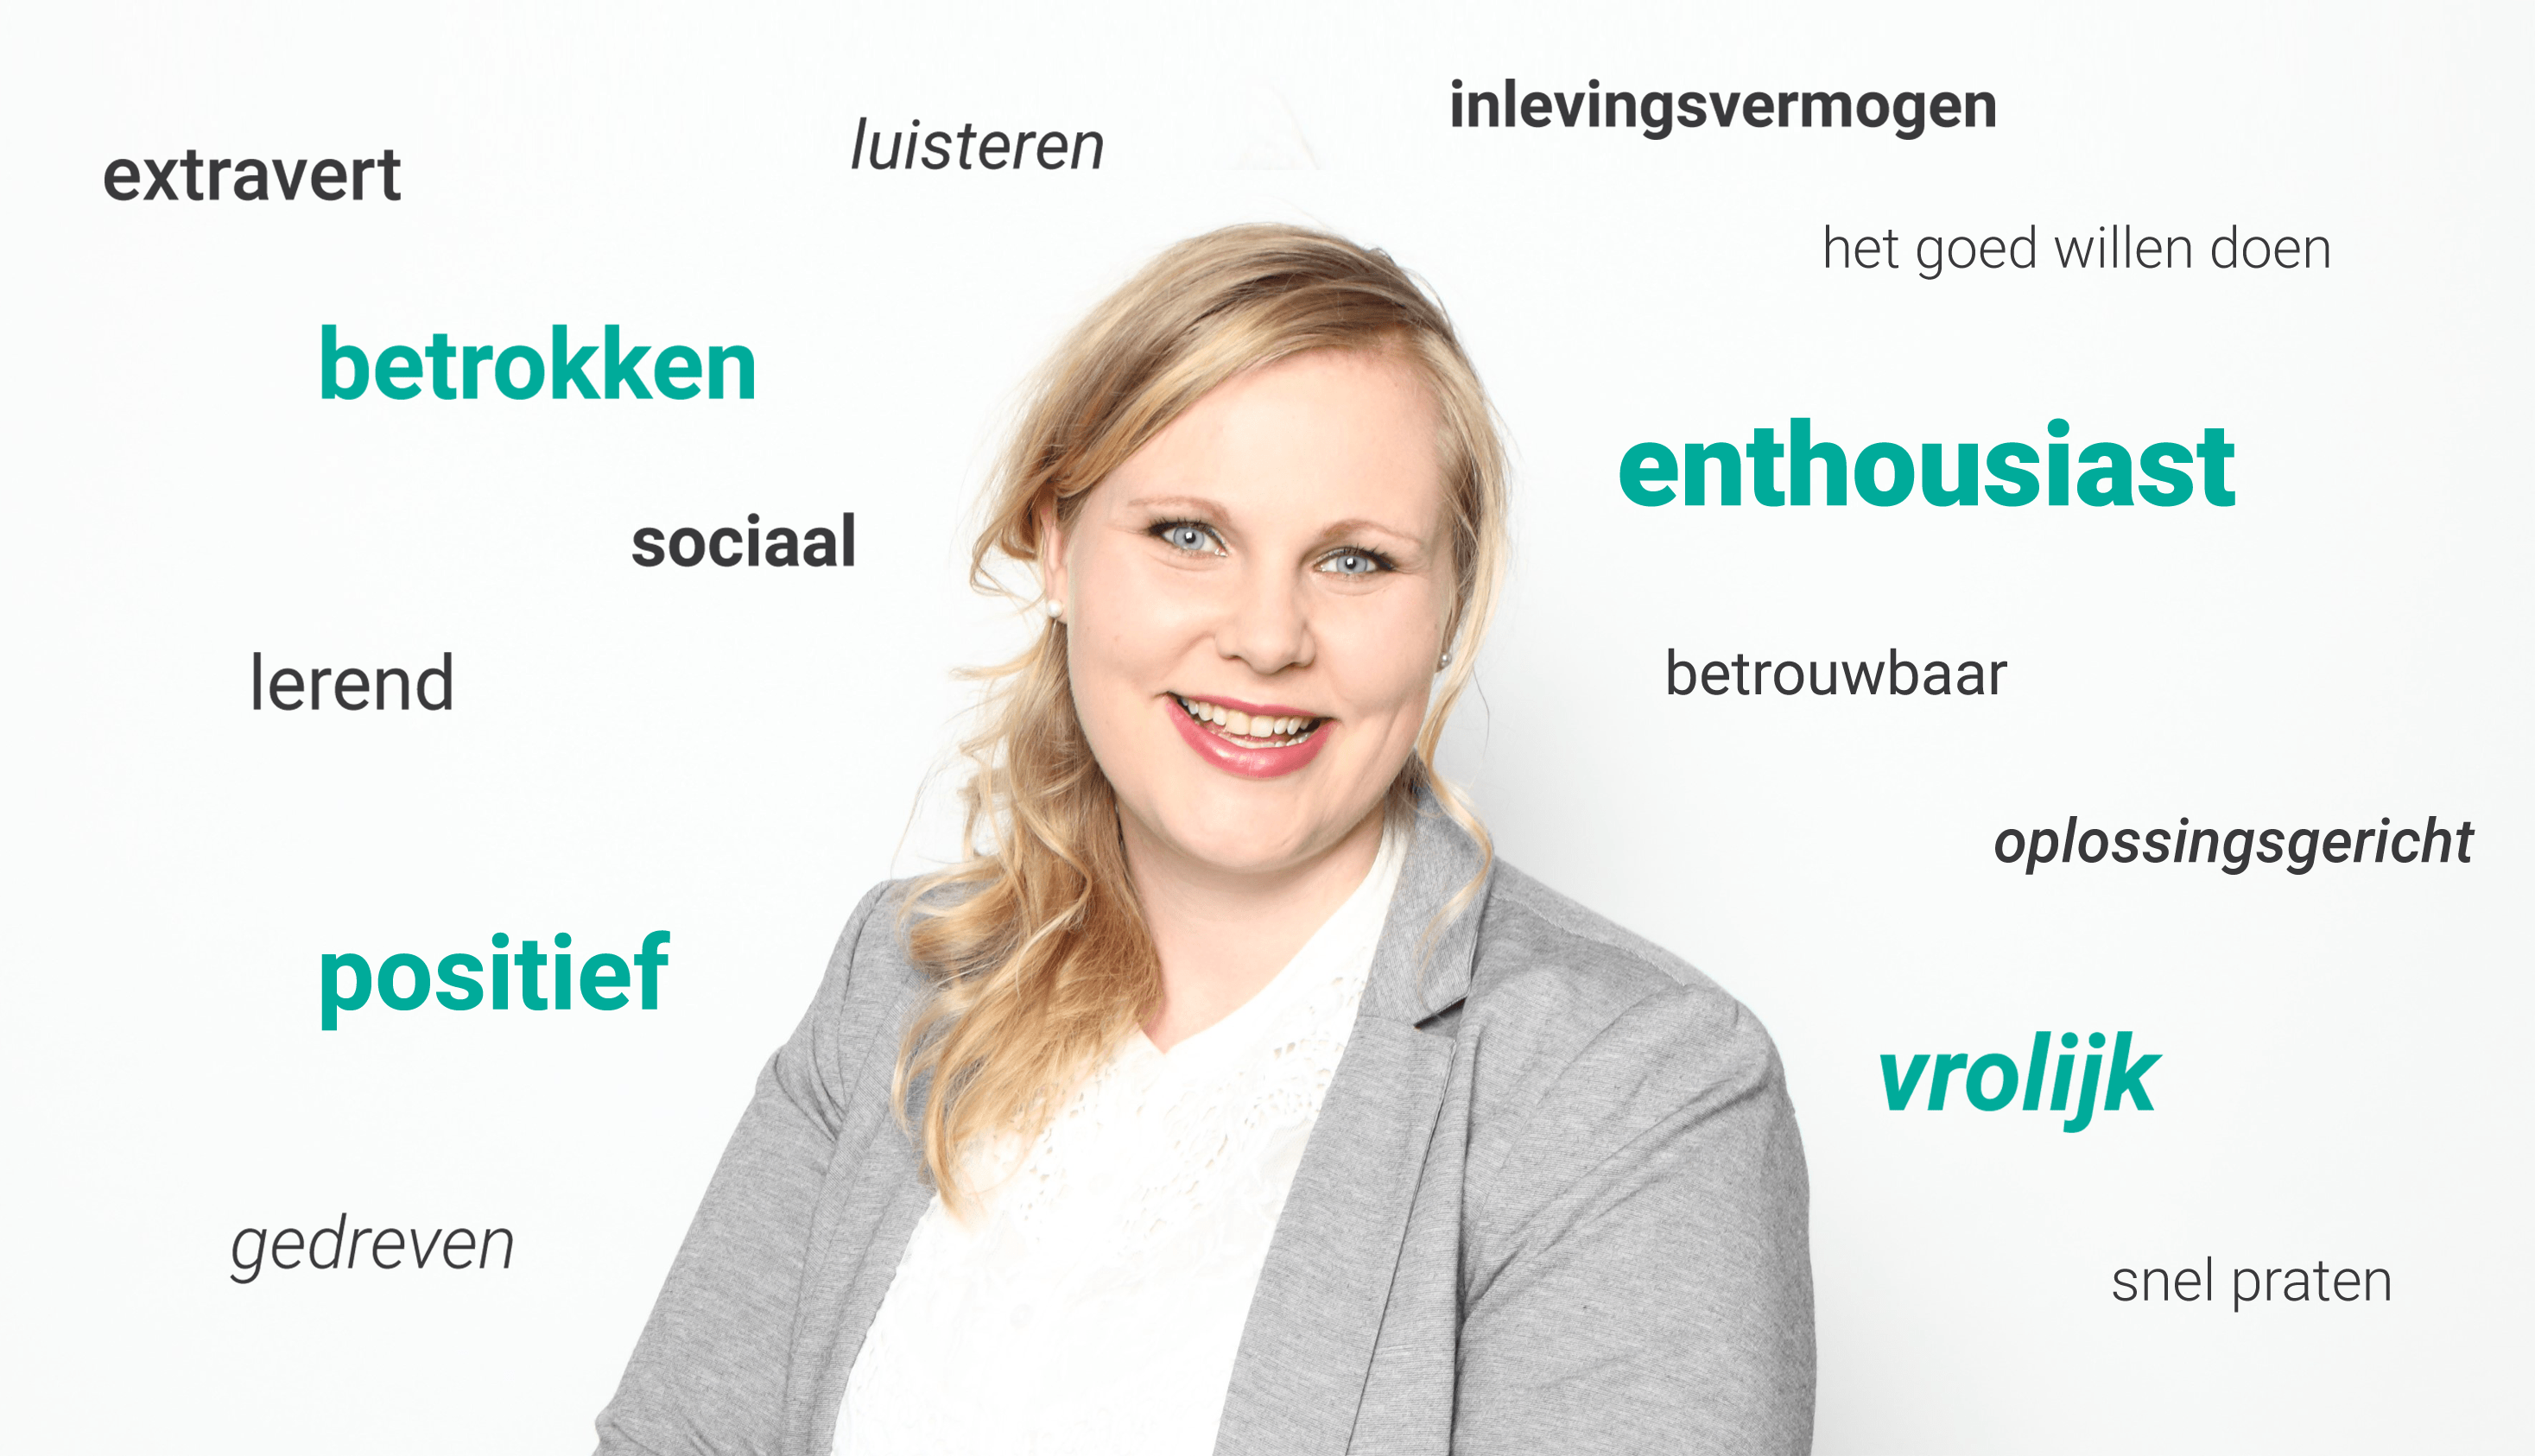 extravert
luisteren
inlevingsvermogen
het goed willen doen
betrokken
enthousiast
sociaal
lerend
betrouwbaar
oplossingsgericht
positief
vrolijk
gedreven
snel praten